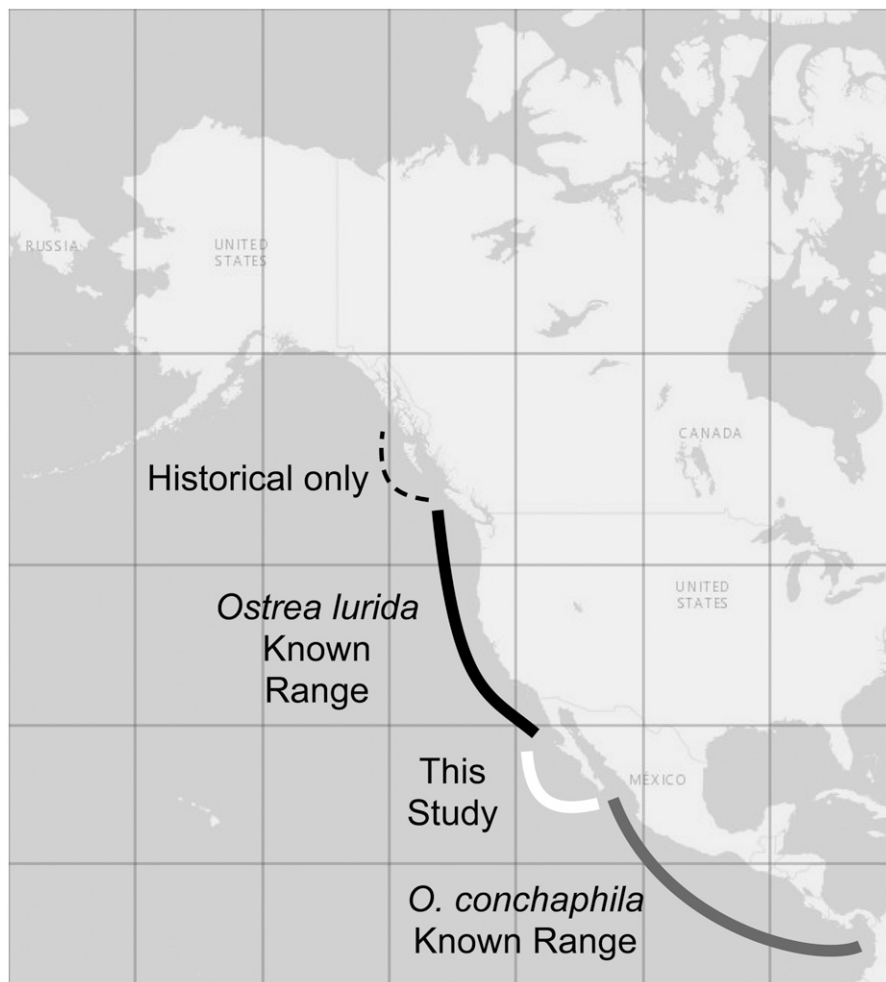 RUSSIA
UNITED
STATES
CANADA
Historical only
UNITED
STATES
Ostrea lurida
Known
Range
This
Study
MÉXICO
O. conchaphila
Known Range